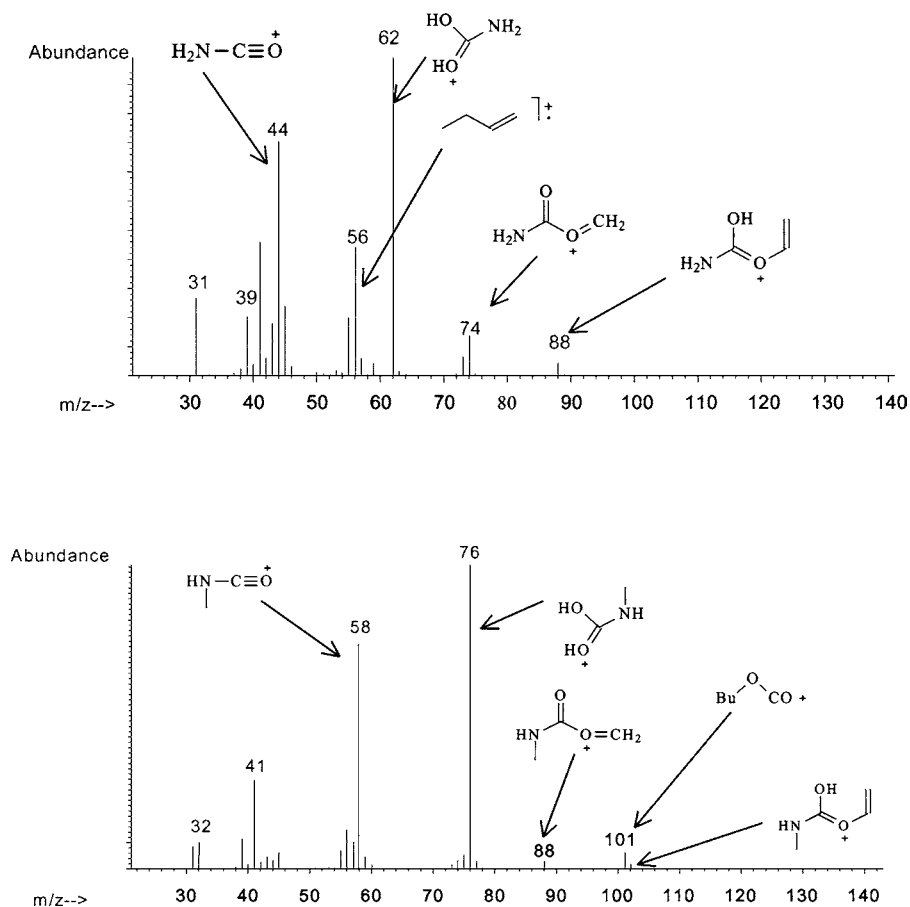 HO
NH₂
62
HO
+
Abundance
H₂N－C≡O
+
44
+
.
O
H₂N
O
CH₂
+
OH
H₂N
O
+
56
31
39
74
88
30 40 50 60 70 80 90 100 110 120 130 140
m/z-->
Abundance
76
HN－C≡O
+
58
HO
NH
HO
+
O
HN
O=CH₂
+
O
Bu
CO +
OH
HN
O
+
41
32
88
101
30 40 50 60 70 80 90 100 110 120 130 140
m/z-->